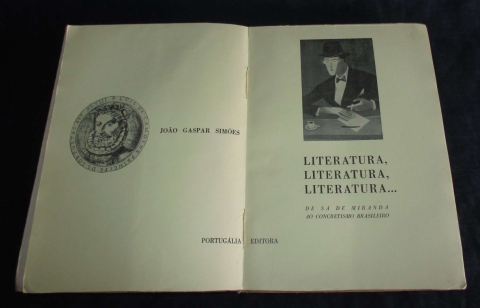 JOÃO GASPAR SIMÕES
LITERATURA,
LITERATURA,
LITERATURA...
DE SÁ DE MIRANDA
AO CONCRETISMO BRASILEIRO
PORTUGÁLIA EDITORA